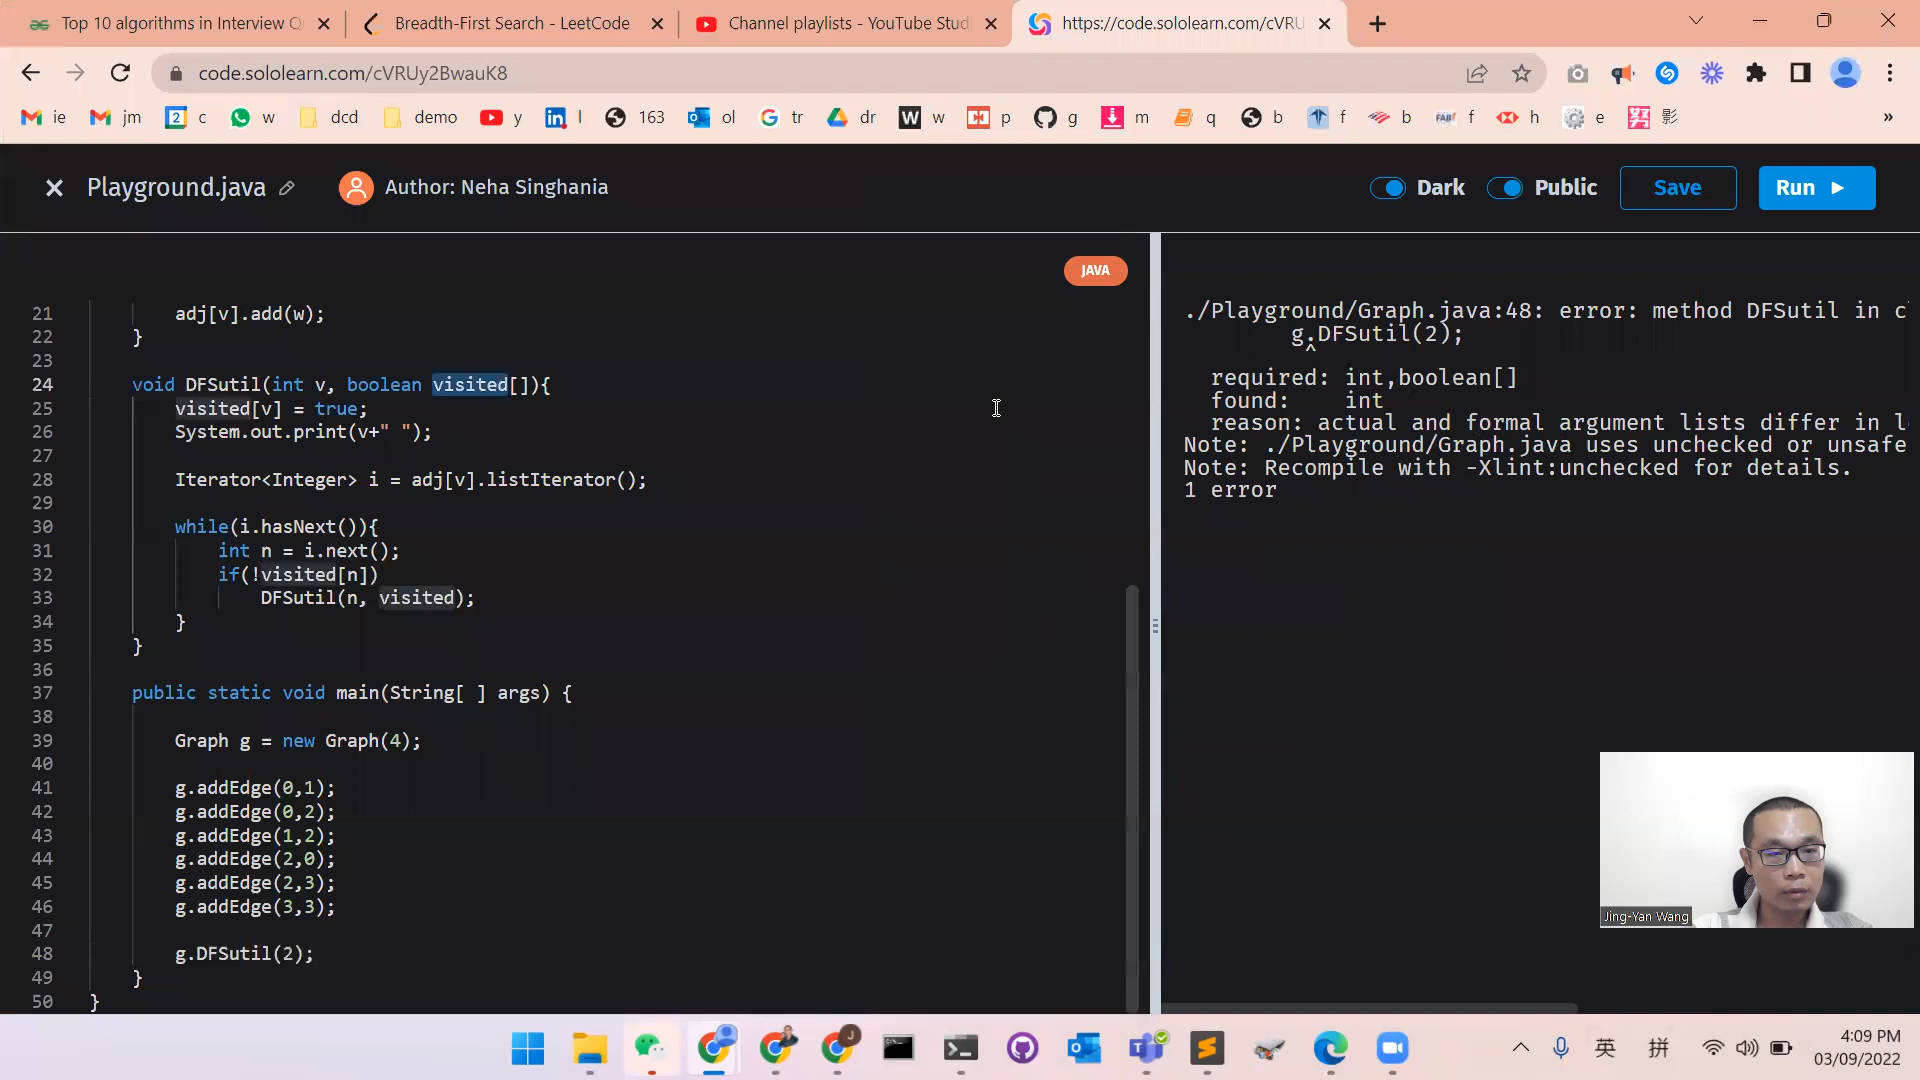 Top 10 algorithms in Interview Q
Breadth-First Search - LeetCode
Channel playlists - YouTube Stud
https://code.sololearn.com/cVRU
code.sololearn.com/cVRUy2BwauK8
ie
jm
2
c
w
dcd
demo
y
l
163
ol
tr
dr
W
w
p
g
m
q
b
f
b
FAB!
f
h
e
影
»
Playground.java
Author: Neha Singhania
Dark
Public
Save
Run
JAVA
21 adj[v].add(w);
22 }
23
24 void DFSutil(int v, boolean visited[]){
25 visited[v] = true;
26 System.out.print(v+" ");
27
28 Iterator<Integer> i = adj[v].listIterator();
29
30 while(i.hasNext()){
31 int n = i.next();
32 if(!visited[n])
33 DFSutil(n, visited);
34 }
35 }
36
37 public static void main(String[ ] args) {
38
39 Graph g = new Graph(4);
40
41 g.addEdge(0,1);
42 g.addEdge(0,2);
43 g.addEdge(1,2);
44 g.addEdge(2,0);
45 g.addEdge(2,3);
46 g.addEdge(3,3);
47
48 g.DFSutil(2);
49 }
50 }
./Playground/Graph.java:48: error: method DFSutil in c
g.DFSutil(2);
^
required: int,boolean[]
found: int
reason: actual and formal argument lists differ in l
Note: ./Playground/Graph.java uses unchecked or unsafe
Note: Recompile with -Xlint:unchecked for details.
1 error
Jing-Yan Wang
英
拼
4:09 PM
03/09/2022